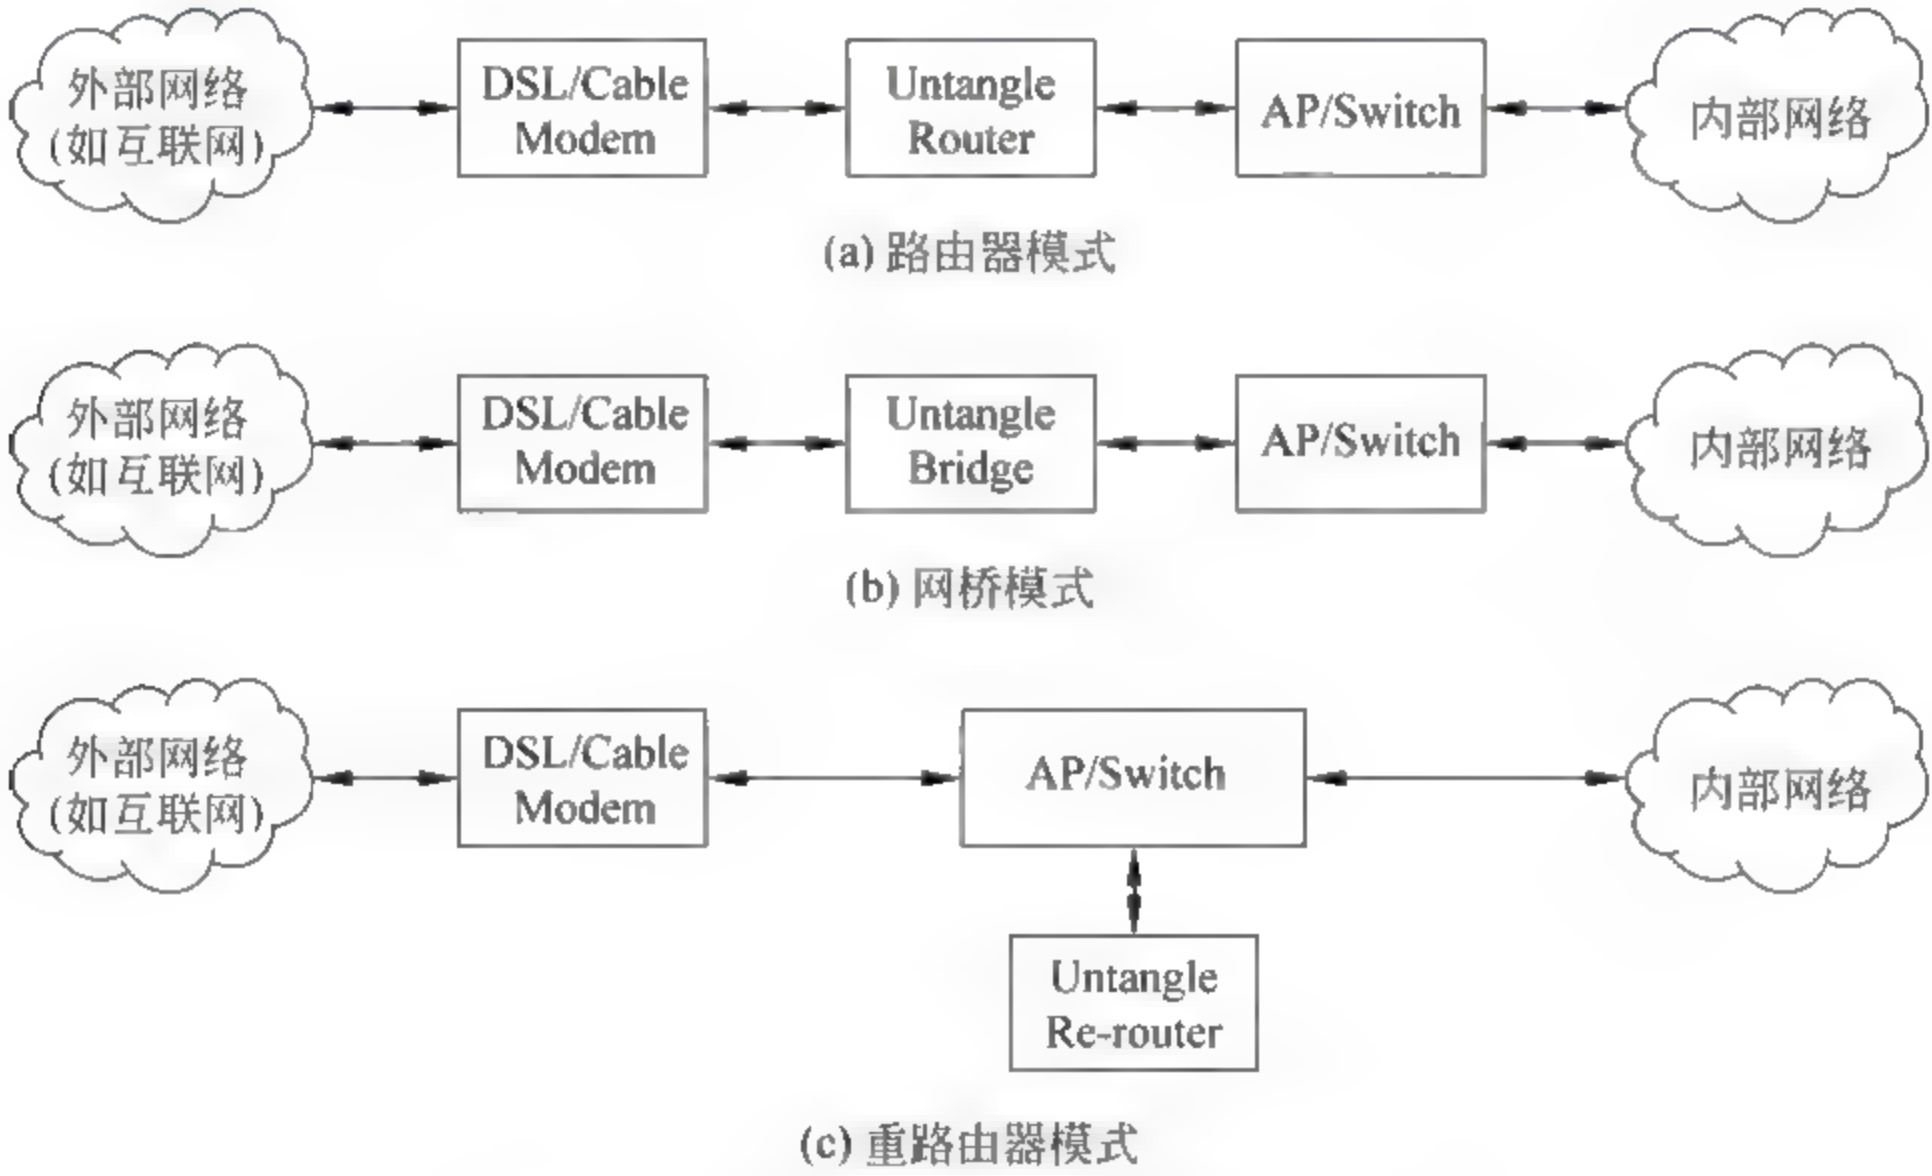 外部网络
(如互联网)
DSL/Cable
Modem
Untangle
Router
AP/Switch
内部网络
(a) 路由器模式
外部网络
(如互联网)
DSL/Cable
Modem
Untangle
Bridge
AP/Switch
内部网络
(b) 网桥模式
外部网络
(如互联网)
DSL/Cable
Modem
AP/Switch
内部网络
Untangle
Re-router
(c) 重路由器模式